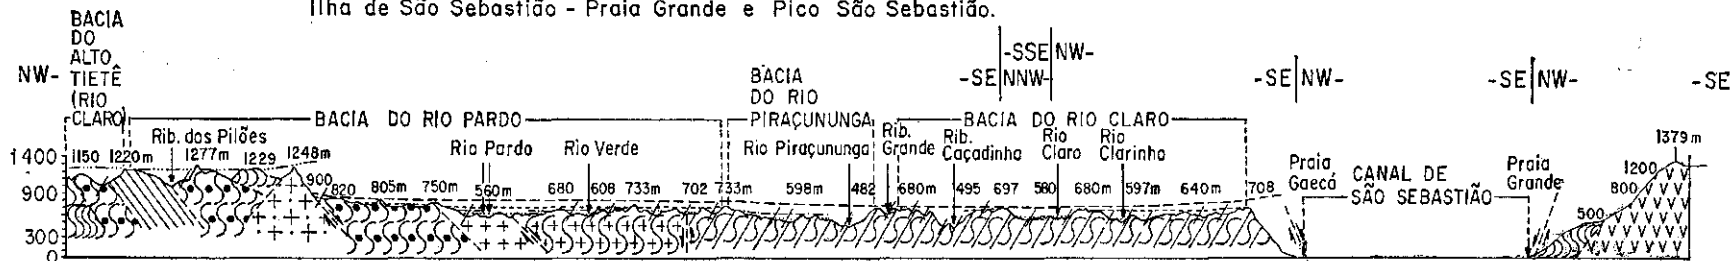 Ilha de São Sebastião - Praia Grande e Pico São Sebastião.
BACIA
DO
ALTO
TIETÊ
(RIO
CLARO)
NW-
BACIA DO RIO PARDO
BACIA
DO RIO
PIRAÇUNUNGA
BACIA DO RIO CLARO
-SE
NNW-
-SSE
NW-
-SE
NW-
-SE
NW-
-SE
Rib. dos Pilões
Rio Pardo
Rio Verde
Rio Piraçununga
Rib.
Grande
Rib.
Caçadinha
Rio
Claro
Rio
Clarinho
Praia
Gaecá
CANAL DE
SÃO SEBASTIÃO
Praia
Grande
1400
900
300
0
1150
1220m
1277m
1229
1248m
900
820
805m
750m
560m
680
608
733m
702
733m
598m
482
680m
495
697
580
680m
597m
640m
708
500
800
1200
1379m